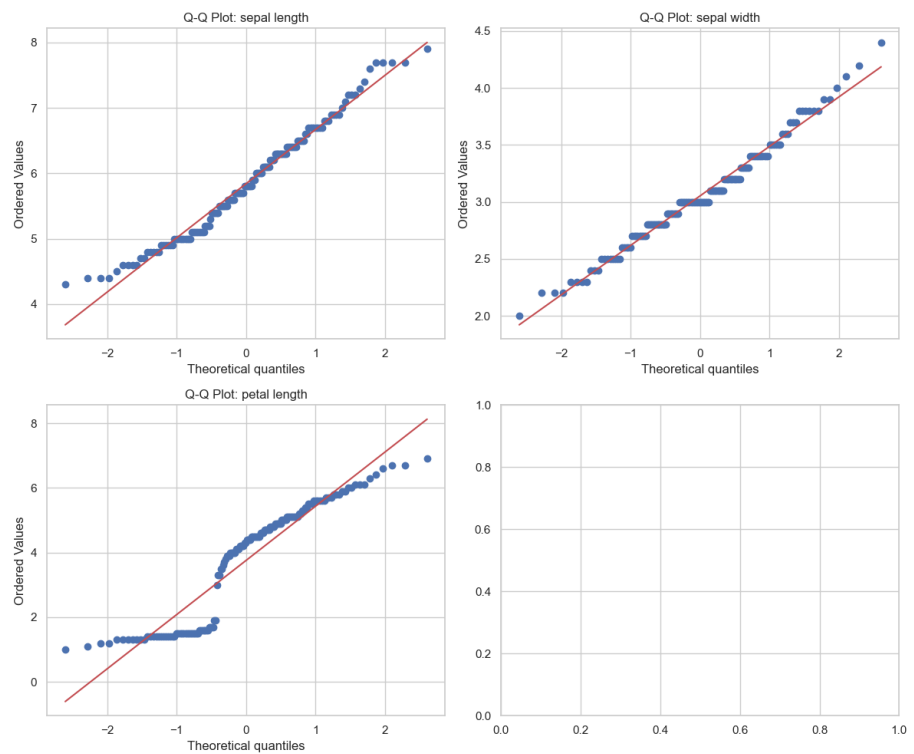 Q-Q Plot: sepal length
Ordered Values
8
7
6
5
4
−2 −1 0 1 2
Theoretical quantiles
Q-Q Plot: sepal width
4.5
4.0
3.5
3.0
2.5
2.0
Ordered Values
−2 −1 0 1 2
Theoretical quantiles
Q-Q Plot: petal length
Ordered Values
8
6
4
2
0
−2 −1 0 1 2
Theoretical quantiles
1.0
0.8
0.6
0.4
0.2
0.0
0.0 0.2 0.4 0.6 0.8 1.0